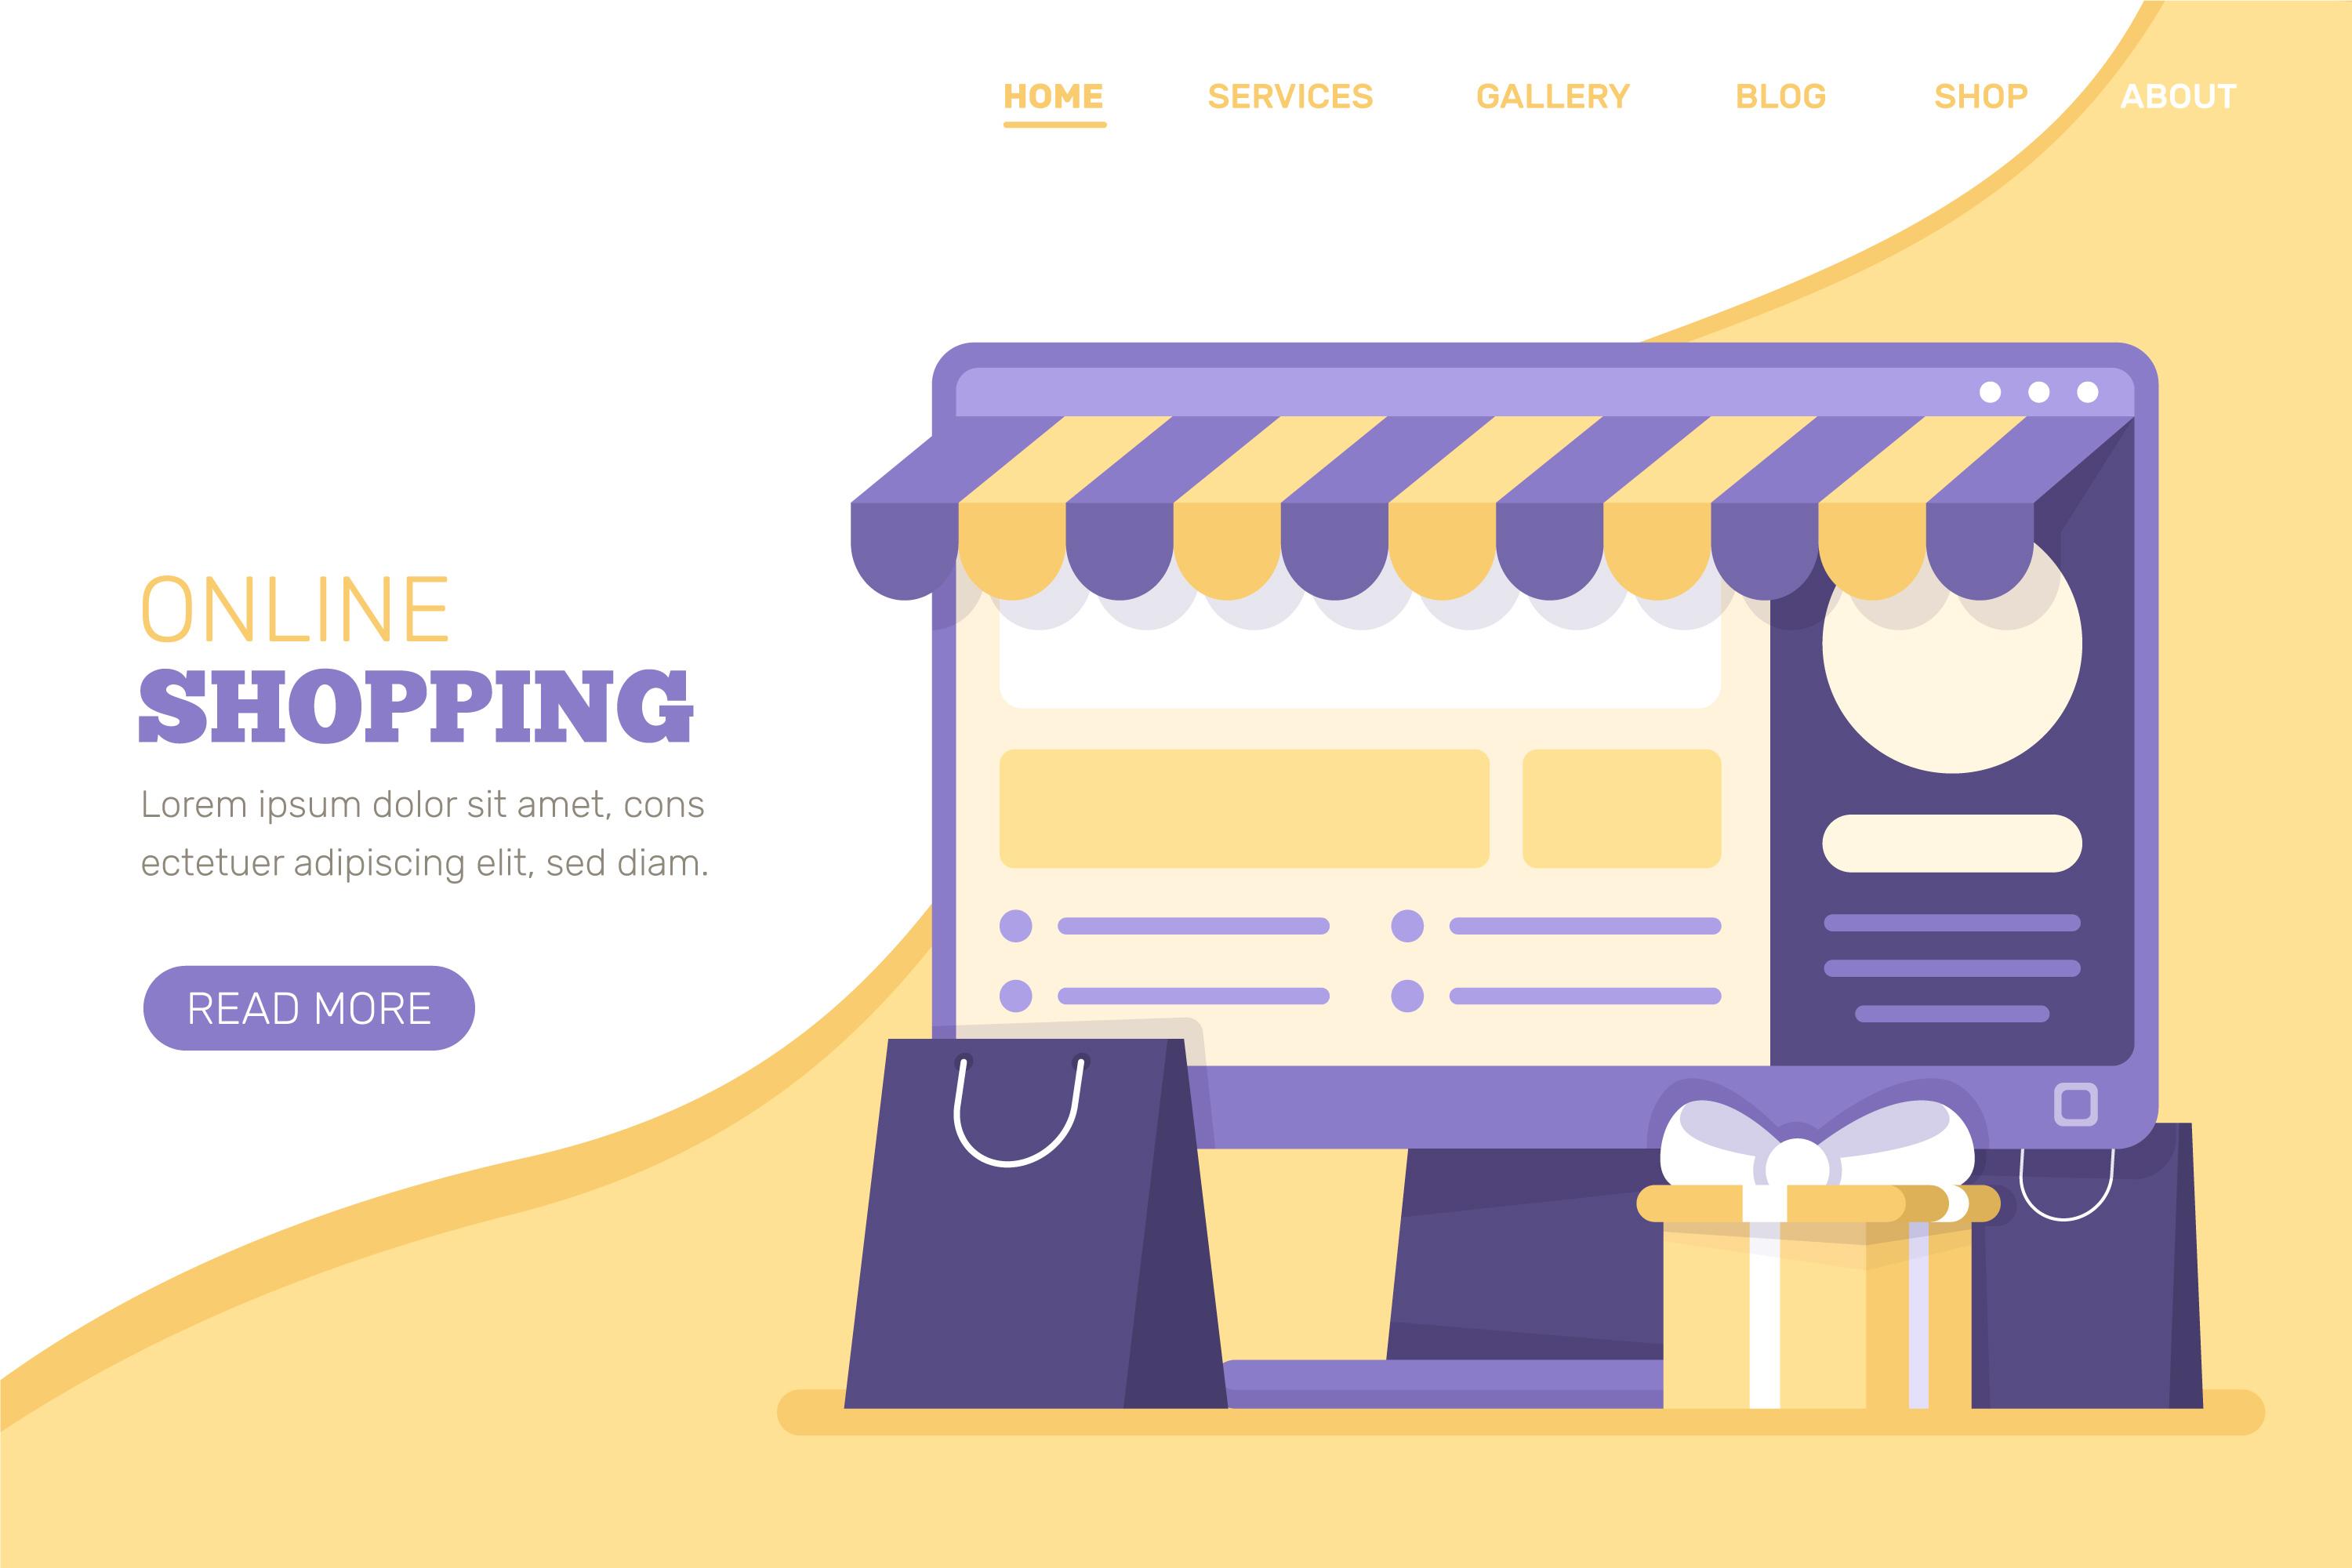 HOME SERVICES GALLERY BLOG SHOP ABOUT
ONLINE
SHOPPING
Lorem ipsum dolor sit amet, cons
ectetuer adipiscing elit, sed diam.
READ MORE